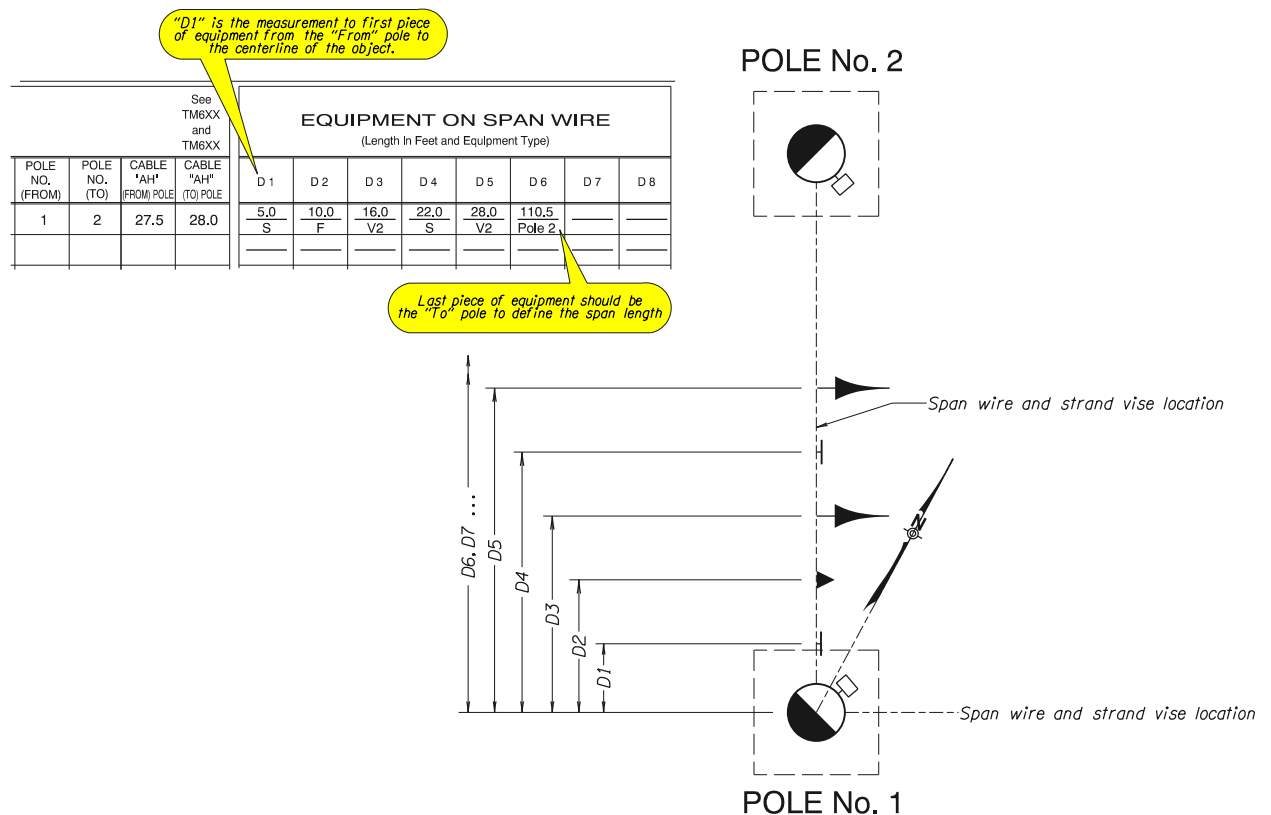 "D1" is the measurement to first piece
of equipment from the "From" pole to
the centerline of the object.
See
TM6XX
and
TM6XX
EQUIPMENT ON SPAN WIRE
(Length In Feet and Equipment Type)
POLE NO. (FROM)
POLE NO. (TO)
CABLE "AH" (FROM) POLE
CABLE "AH" (TO) POLE
D 1 D 2 D 3 D 4 D 5 D 6 D 7 D 8
1 2 27.5 28.0 5.0 10.0 16.0 22.0 28.0 110.5
S F V2 S V2 Pole 2
Last piece of equipment should be
the "To" pole to define the span length
POLE No. 2
Span wire and strand vise location
N
D6, D7 ...
D5
D4
D3
D2
D1
Span wire and strand vise location
POLE No. 1